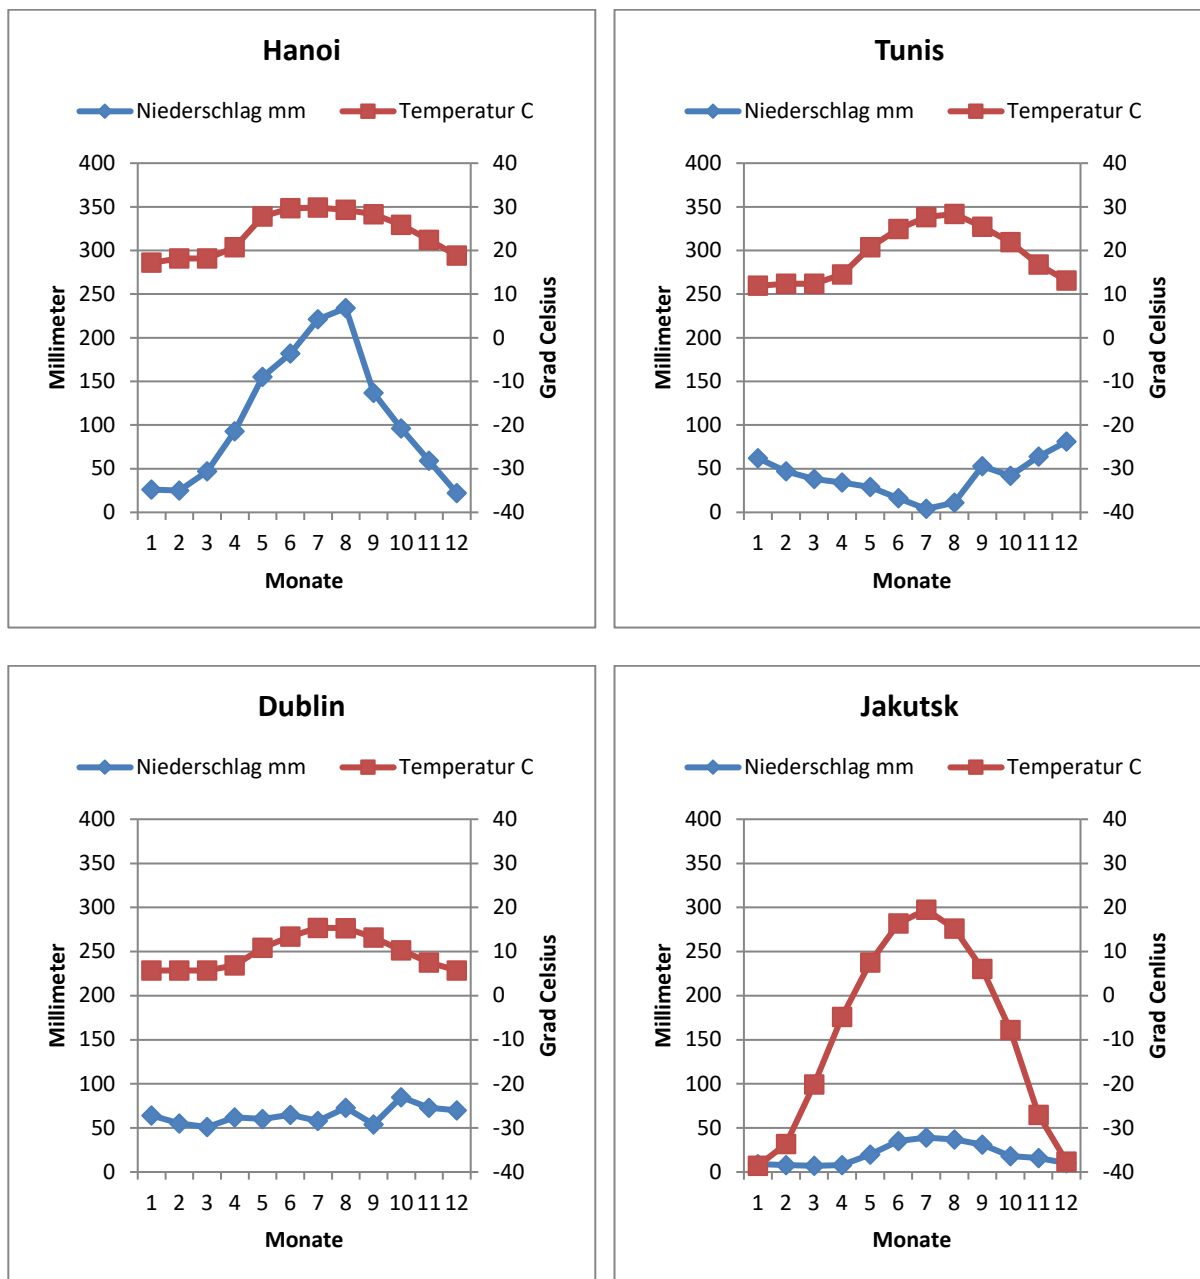 Hanoi
Niederschlag mm Temperatur C
400 40
350 30
300 20
250 10
200 0
150 -10
100 -20
50 -30
0 -40
Millimeter
Grad Celsius
1 2 3 4 5 6 7 8 9 10 11 12
Monate
Tunis
Niederschlag mm Temperatur C
400 40
350 30
300 20
250 10
200 0
150 -10
100 -20
50 -30
0 -40
Millimeter
Grad Celsius
1 2 3 4 5 6 7 8 9 10 11 12
Monate
Dublin
Niederschlag mm Temperatur C
400 40
350 30
300 20
250 10
200 0
150 -10
100 -20
50 -30
0 -40
Millimeter
Grad Celsius
1 2 3 4 5 6 7 8 9 10 11 12
Monate
Jakutsk
Niederschlag mm Temperatur C
400 40
350 30
300 20
250 10
200 0
150 -10
100 -20
50 -30
0 -40
Millimeter
Grad Cenlius
1 2 3 4 5 6 7 8 9 10 11 12
Monate